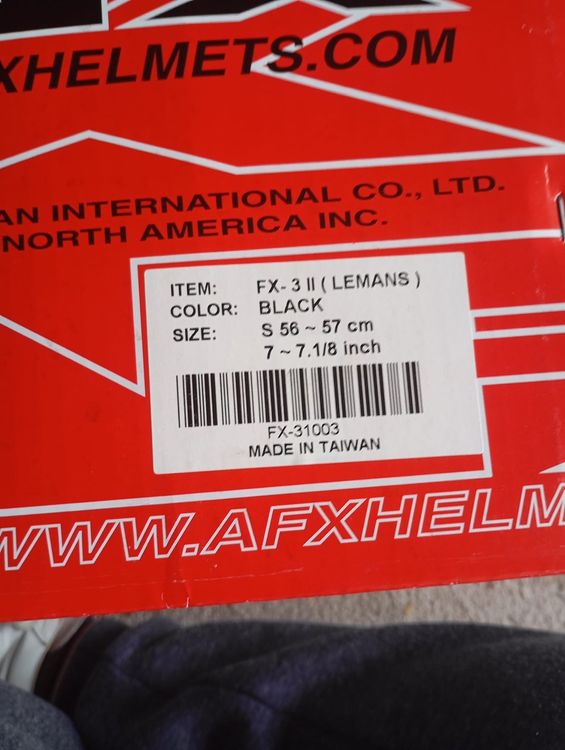 XHELMETS.COM
AN INTERNATIONAL CO., LTD.
NORTH AMERICA INC.
ITEM: FX- 3 II ( LEMANS )
COLOR: BLACK
SIZE: S 56 ~ 57 cm
7 ~ 7.1/8 inch
FX-31003
MADE IN TAIWAN
WWW.AFXHELM